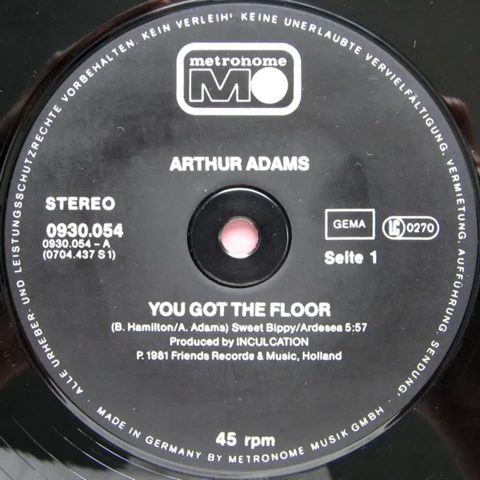 ALLE URHEBER- UND LEISTUNGSSCHUTZRECHTE VORBEHALTEN. KEIN VERLEIH! KEINE UNERLAUBTE VERVIELFÄLTIGUNG, VERMIETUNG, AUFFÜHRUNG, SENDUNG!
metronome
M
ARTHUR ADAMS
STEREO
0930.054
0930.054 – A
(0704.437 S 1)
GEMA
LC 0270
Seite 1
YOU GOT THE FLOOR
(B. Hamilton/A. Adams) Sweet Bippy/Ardesea 5:57
Produced by INCULCATION
P. 1981 Friends Records & Music, Holland
45 rpm
· MADE IN GERMANY BY METRONOME MUSIK GMBH ·